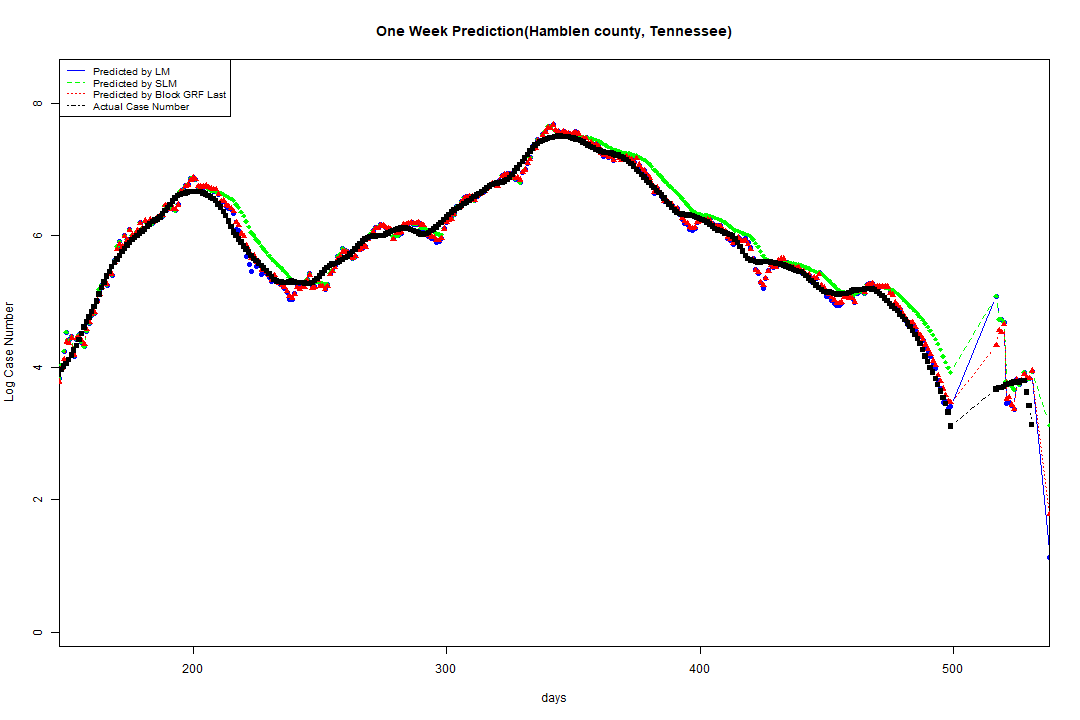 One Week Prediction(Hamblen county, Tennessee)
Predicted by LM
Predicted by SLM
Predicted by Block GRF Last
Actual Case Number
8
6
4
2
0
Log Case Number
200 300 400 500
days